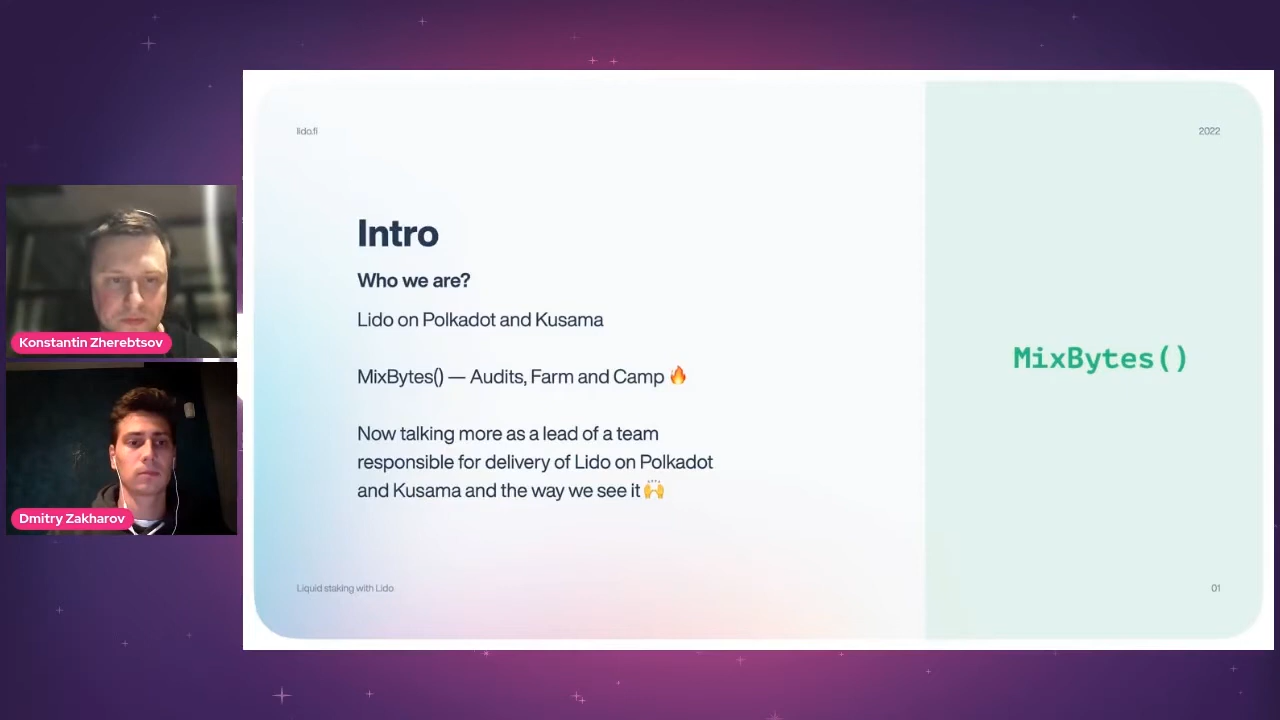 lido.fi
2022
Intro
Who we are?
Lido on Polkadot and Kusama
MixBytes() — Audits, Farm and Camp 🔥
Now talking more as a lead of a team
responsible for delivery of Lido on Polkadot
and Kusama and the way we see it 🙌
MixBytes()
Liquid staking with Lido
01
Konstantin Zherebtsov
Dmitry Zakharov